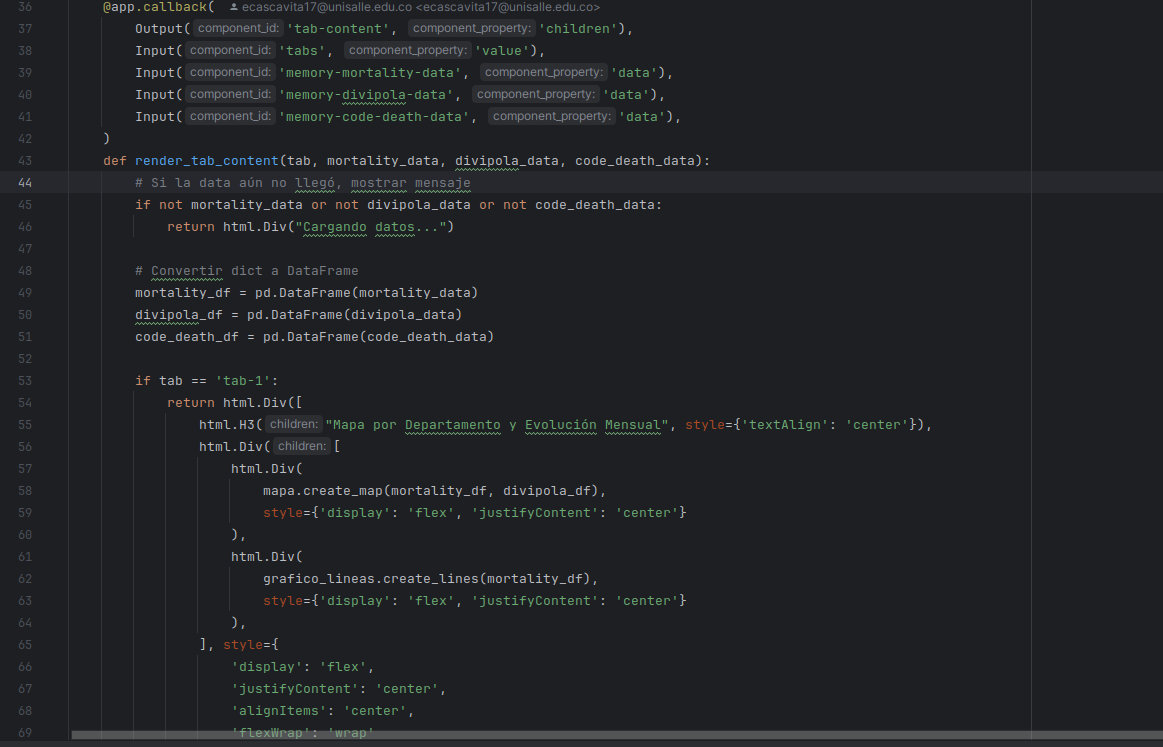 36 @app.callback( ecascavita17@unisalle.edu.co <ecascavita17@unisalle.edu.co>
37 Output( component_id: 'tab-content', component_property: 'children'),
38 Input( component_id: 'tabs', component_property: 'value'),
39 Input( component_id: 'memory-mortality-data', component_property: 'data'),
40 Input( component_id: 'memory-divipola-data', component_property: 'data'),
41 Input( component_id: 'memory-code-death-data', component_property: 'data'),
42 )
43 def render_tab_content(tab, mortality_data, divipola_data, code_death_data):
44 # Si la data aún no llegó, mostrar mensaje
45 if not mortality_data or not divipola_data or not code_death_data:
46 return html.Div("Cargando datos...")
47
48 # Convertir dict a DataFrame
49 mortality_df = pd.DataFrame(mortality_data)
50 divipola_df = pd.DataFrame(divipola_data)
51 code_death_df = pd.DataFrame(code_death_data)
52
53 if tab == 'tab-1':
54 return html.Div([
55 html.H3( children: "Mapa por Departamento y Evolución Mensual", style={'textAlign': 'center'}),
56 html.Div( children: [
57 html.Div(
58 mapa.create_map(mortality_df, divipola_df),
59 style={'display': 'flex', 'justifyContent': 'center'}
60 ),
61 html.Div(
62 grafico_lineas.create_lines(mortality_df),
63 style={'display': 'flex', 'justifyContent': 'center'}
64 ),
65 ], style={
66 'display': 'flex',
67 'justifyContent': 'center',
68 'alignItems': 'center',
69 'flexWrap': 'wrap'